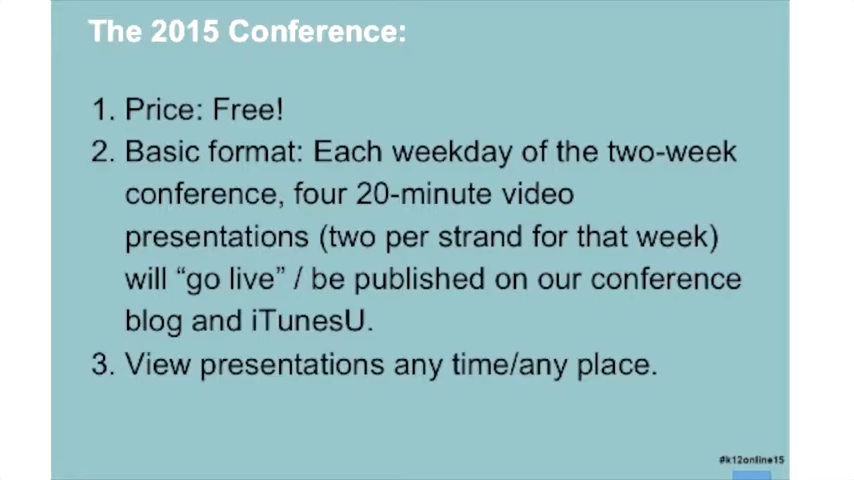 The 2015 Conference:
1. Price: Free!
2. Basic format: Each weekday of the two-week
conference, four 20-minute video
presentations (two per strand for that week)
will “go live” / be published on our conference
blog and iTunesU.
3. View presentations any time/any place.
#k12online15